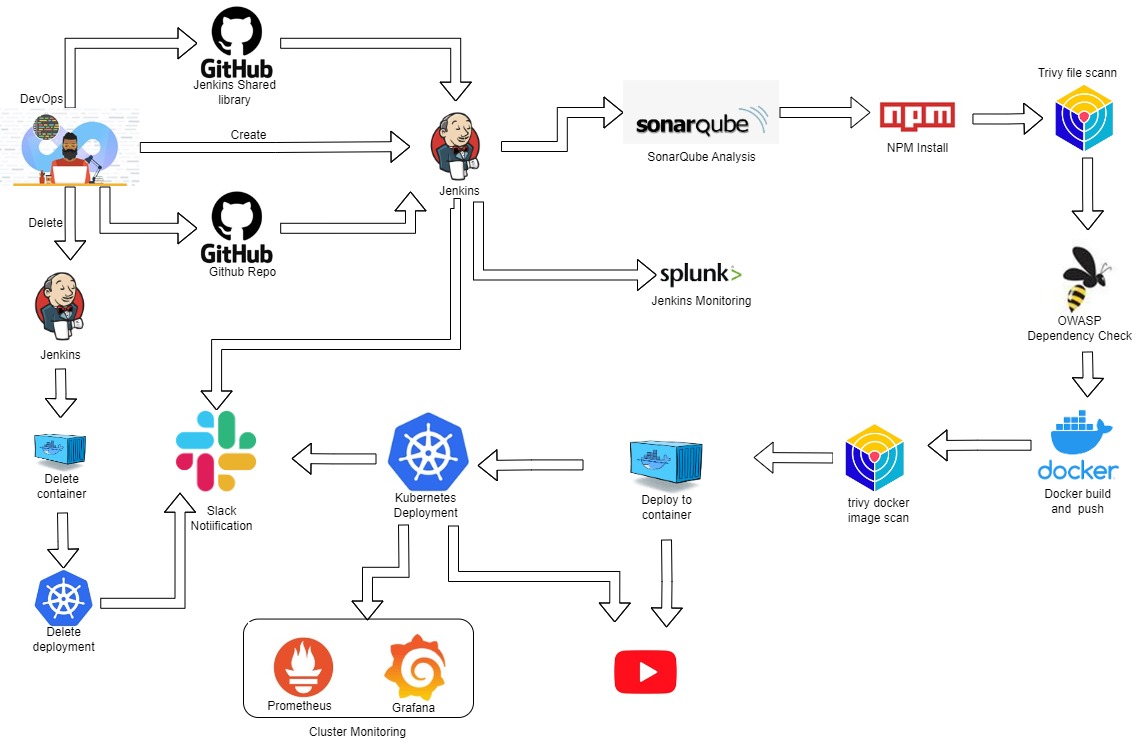 GitHub
Jenkins Shared
library
DevOps
Create
Jenkins
sonarqube
SonarQube Analysis
npm
NPM Install
Trivy file scann
Delete
GitHub
Github Repo
splunk>
Jenkins Monitoring
OWASP
Dependency Check
Jenkins
Delete
container
Slack
Notiification
Kubernetes
Deployment
Deploy to
container
trivy docker
image scan
docker
Docker build
and push
Delete
deployment
Prometheus
Grafana
Cluster Monitoring